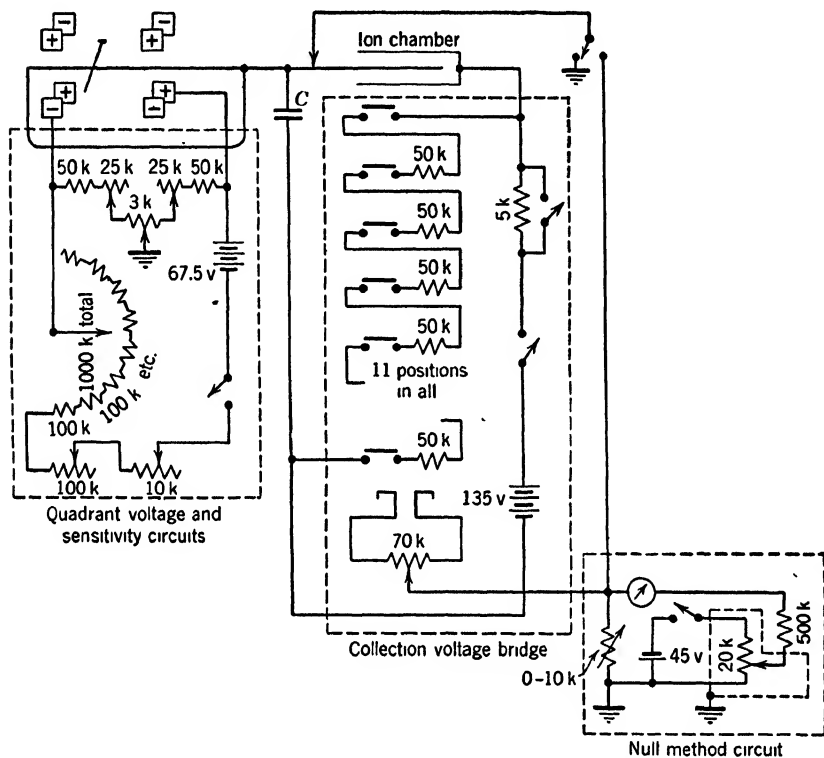 Ion chamber
C
50 k 25 k 25 k 50 k
3 k
67.5 v
1000 k total
100 k etc.
100 k
100 k
10 k
Quadrant voltage and
sensitivity circuits
50 k
50 k
50 k
50 k
5 k
11 positions
in all
50 k
135 v
70 k
Collection voltage bridge
0-10 k
45 v
20 k
500 k
Null method circuit